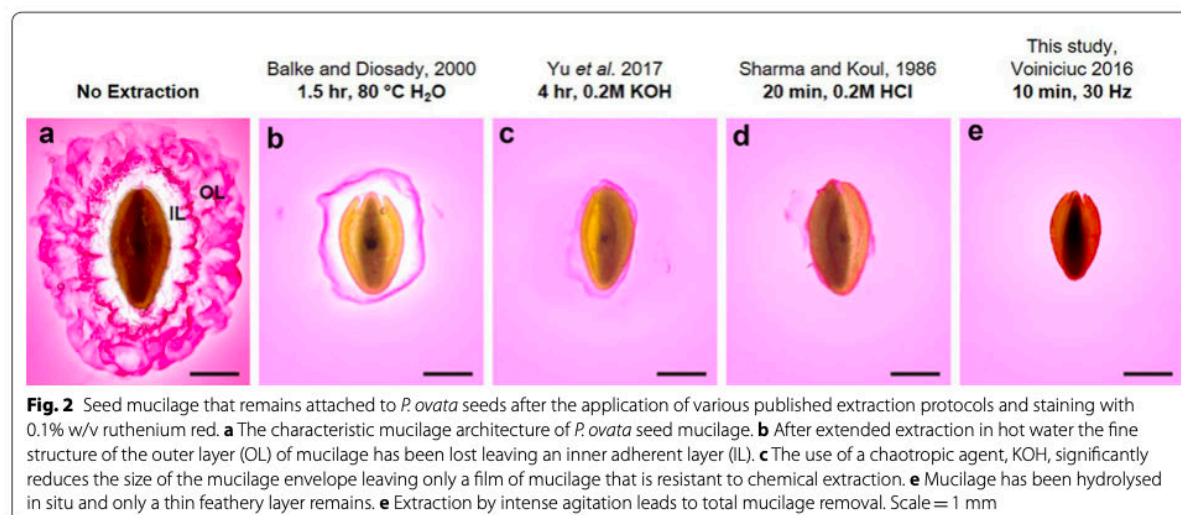 No Extraction
Balke and Diosady, 2000
1.5 hr, 80 °C H₂O
Yu et al. 2017
4 hr, 0.2M KOH
Sharma and Koul, 1986
20 min, 0.2M HCl
This study,
Voiniciuc 2016
10 min, 30 Hz
a
OL
IL
b
c
d
e
Fig. 2 Seed mucilage that remains attached to P. ovata seeds after the application of various published extraction protocols and staining with
0.1% w/v ruthenium red. a The characteristic mucilage architecture of P. ovata seed mucilage. b After extended extraction in hot water the fine
structure of the outer layer (OL) of mucilage has been lost leaving an inner adherent layer (IL). c The use of a chaotropic agent, KOH, significantly
reduces the size of the mucilage envelope leaving only a film of mucilage that is resistant to chemical extraction. e Mucilage has been hydrolysed
in situ and only a thin feathery layer remains. e Extraction by intense agitation leads to total mucilage removal. Scale = 1 mm